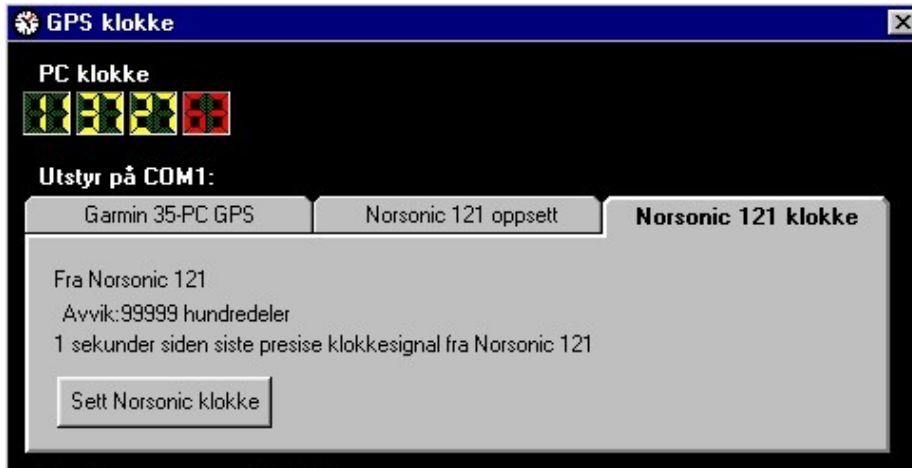 GPS klokke
PC klokke
Utstyr på COM1:
Garmin 35-PC GPS
Norsonic 121 oppsett
Norsonic 121 klokke
Fra Norsonic 121
Avvik:99999 hundredeler
1 sekunder siden siste presise klokkesignal fra Norsonic 121
Sett Norsonic klokke